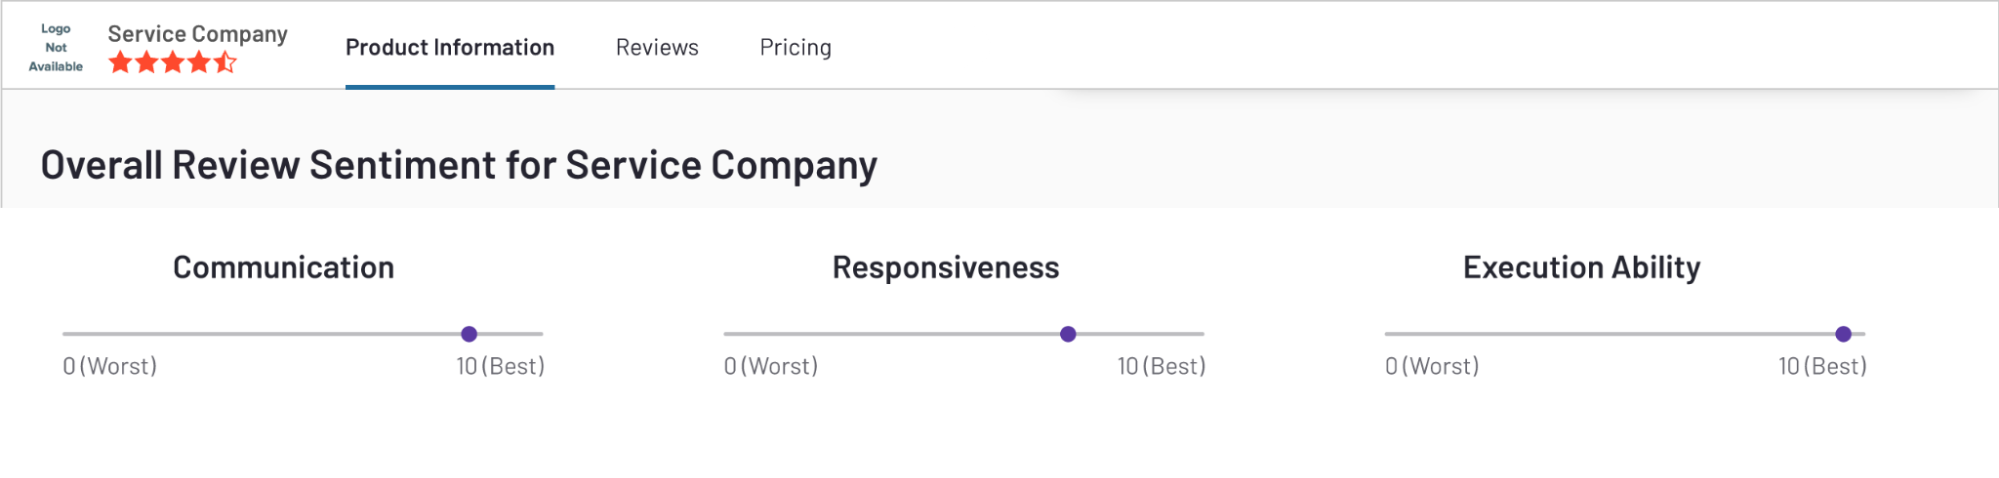 Logo
Not
Available
Service Company
Product Information
Reviews
Pricing
Overall Review Sentiment for Service Company
Communication
0 (Worst)
10 (Best)
Responsiveness
0 (Worst)
10 (Best)
Execution Ability
0 (Worst)
10 (Best)